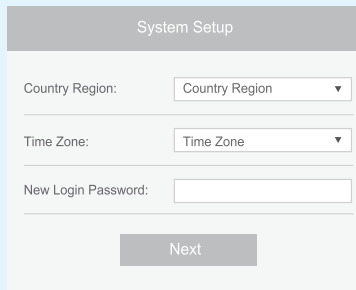 System Setup
Country Region: Country Region
Time Zone: Time Zone
New Login Password:
Next